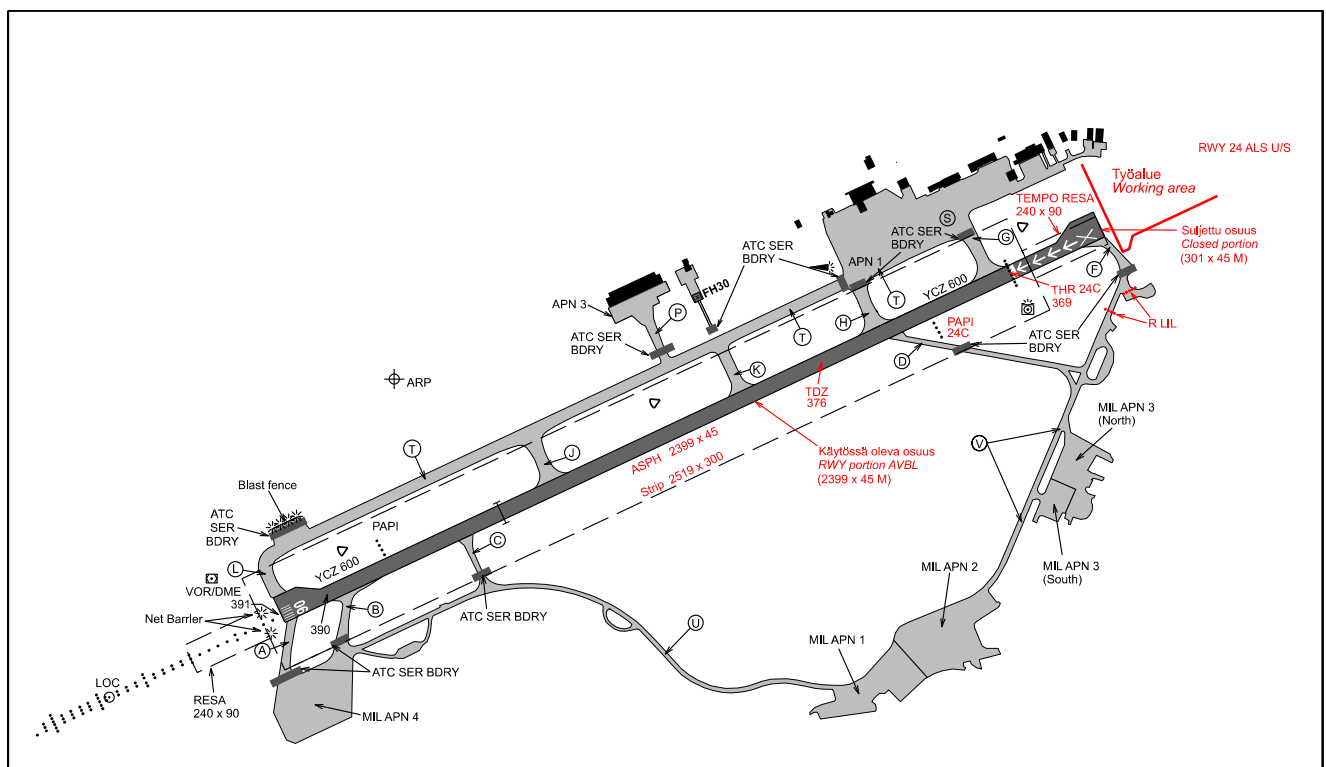 RWY 24 ALS U/S
Työalue
Working area
TEMPO RESA
240 x 90
Suljettu osuus
Closed portion
(301 x 45 M)
S
G
ATC SER
BDRY
ATC SER
BDRY
APN 1
F
THR 24C
369
FH30
T
YCZ 600
APN 3
P
T
H
PAPI
24C
R LIL
ATC SER
BDRY
ATC SER
BDRY
D
K
ARP
TDZ
376
MIL APN 3
(North)
T
J
ASPH 2399 x 45
Käytössä oleva osuus
RWY portion AVBL
(2399 x 45 M)
V
Strip 2519 x 300
Blast fence
ATC
SER
BDRY
PAPI
C
MIL APN 3
(South)
L
YCZ 600
MIL APN 2
VOR/DME
391
06
B
ATC SER BDRY
Net Barrler
390
U
A
MIL APN 1
ATC SER BDRY
LOC
RESA
240 x 90
MIL APN 4